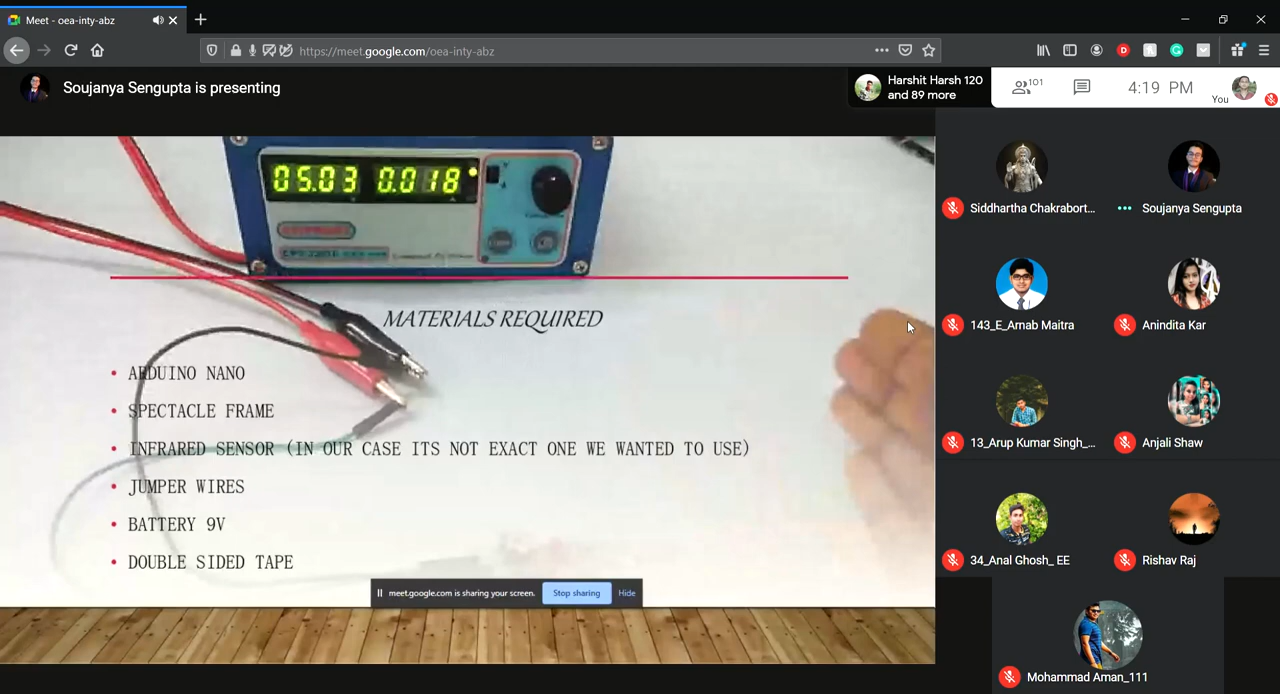 Meet - oea-inty-abz
https://meet.google.com/oea-inty-abz
Soujanya Sengupta is presenting
Harshit Harsh 120
and 89 more
101
4:19 PM
You
05.03 0.018
MATERIALS REQUIRED
• ARDUINO NANO
• SPECTACLE FRAME
• INFRARED SENSOR (IN OUR CASE ITS NOT EXACT ONE WE WANTED TO USE)
• JUMPER WIRES
• BATTERY 9V
• DOUBLE SIDED TAPE
meet.google.com is sharing your screen.
Stop sharing
Hide
Siddhartha Chakrabort...
Soujanya Sengupta
143_E_Arnab Maitra
Anindita Kar
13_Arup Kumar Singh_...
Anjali Shaw
34_Anal Ghosh_ EE
Rishav Raj
Mohammad Aman_111